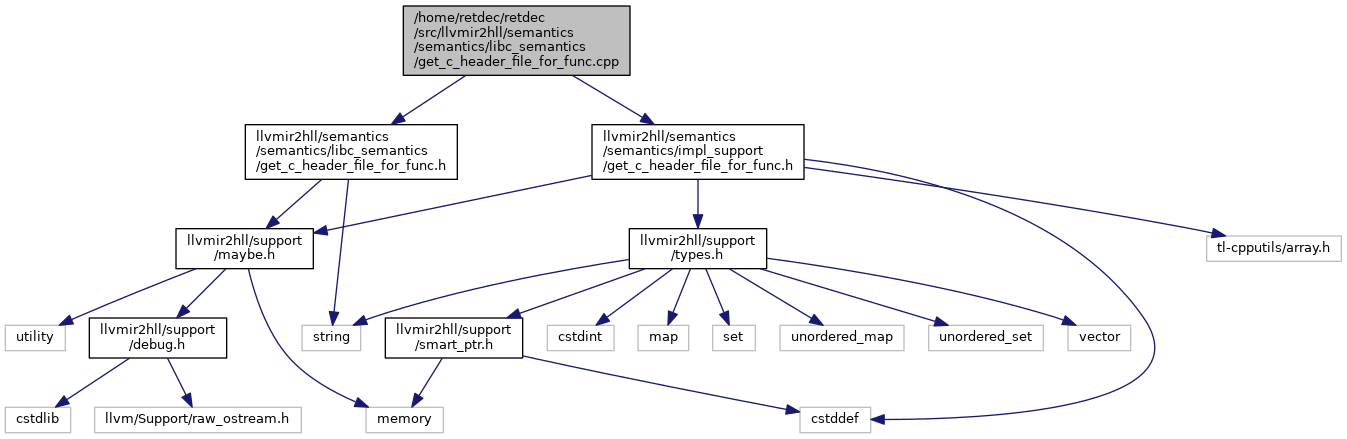 /home/retdec/retdec
/src/llvmir2hll/semantics
/semantics/libc_semantics
/get_c_header_file_for_func.cpp
llvmir2hll/semantics
/semantics/libc_semantics
/get_c_header_file_for_func.h
llvmir2hll/semantics
/semantics/impl_support
/get_c_header_file_for_func.h
llvmir2hll/support
/maybe.h
llvmir2hll/support
/types.h
tl-cpputils/array.h
utility
llvmir2hll/support
/debug.h
string
llvmir2hll/support
/smart_ptr.h
cstdint
map
set
unordered_map
unordered_set
vector
cstdlib
llvm/Support/raw_ostream.h
memory
cstddef